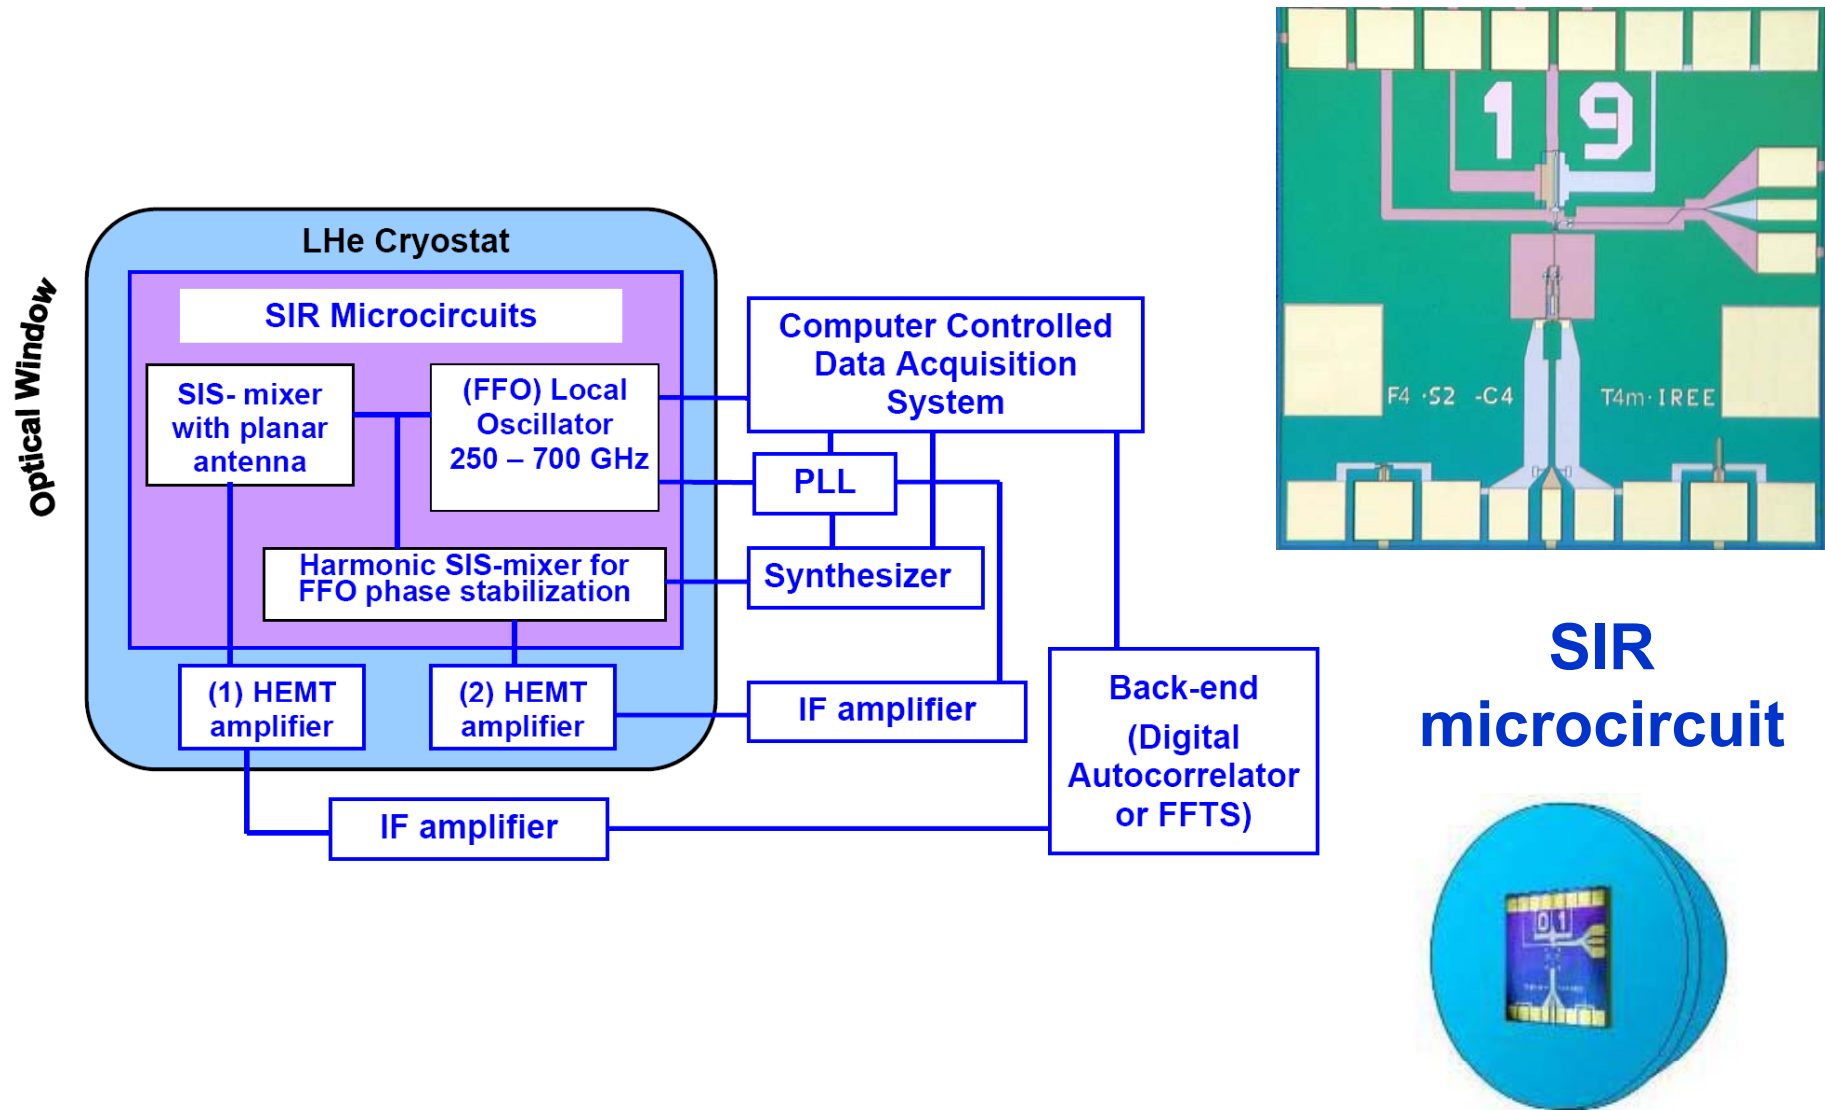 LHe Cryostat
Optical Window
SIR Microcircuits
SIS- mixer
with planar
antenna
(FFO) Local
Oscillator
250 – 700 GHz
Harmonic SIS-mixer for
FFO phase stabilization
(1) HEMT
amplifier
(2) HEMT
amplifier
Computer Controlled
Data Acquisition
System
PLL
Synthesizer
IF amplifier
IF amplifier
Back-end
(Digital
Autocorrelator
or FFTS)
19
F4 ·S2 -C4
T4m·IREE
SIR
microcircuit
01